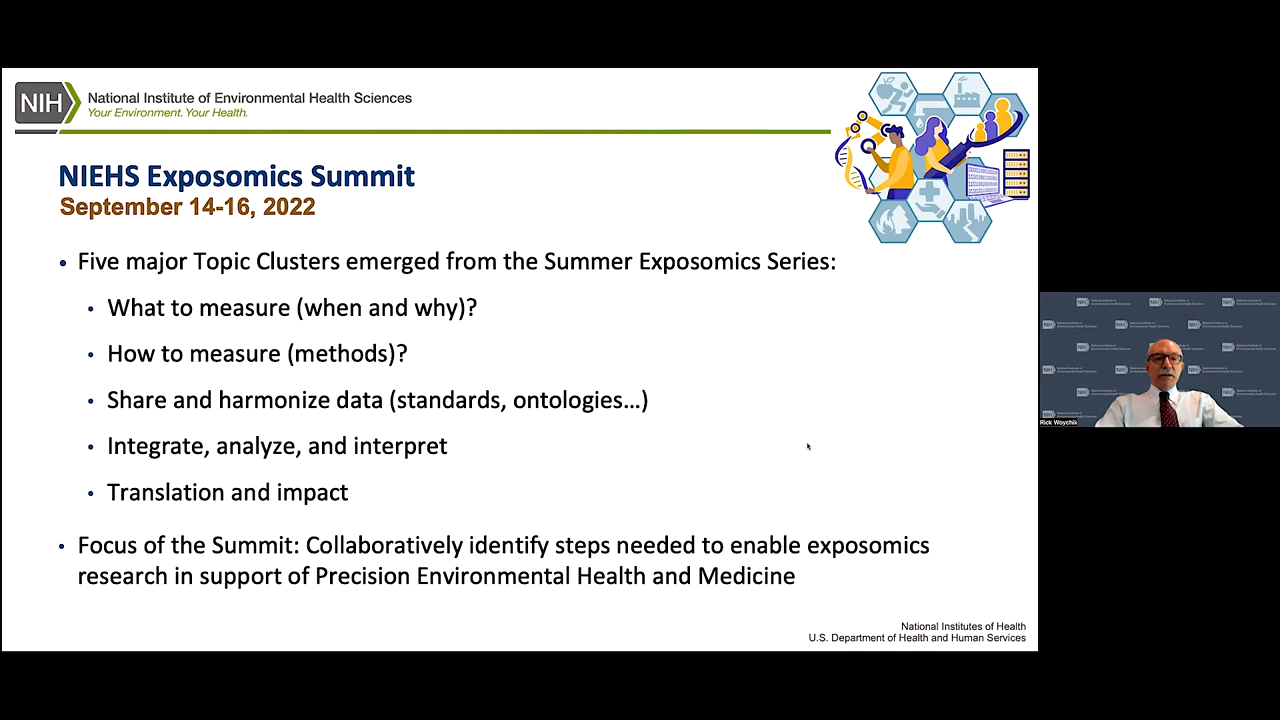 NIH
National Institute of Environmental Health Sciences
Your Environment. Your Health.
NIEHS Exposomics Summit
September 14-16, 2022
• Five major Topic Clusters emerged from the Summer Exposomics Series:
• What to measure (when and why)?
• How to measure (methods)?
• Share and harmonize data (standards, ontologies…)
• Integrate, analyze, and interpret
• Translation and impact
• Focus of the Summit: Collaboratively identify steps needed to enable exposomics
research in support of Precision Environmental Health and Medicine
National Institutes of Health
U.S. Department of Health and Human Services
Rick Woychik